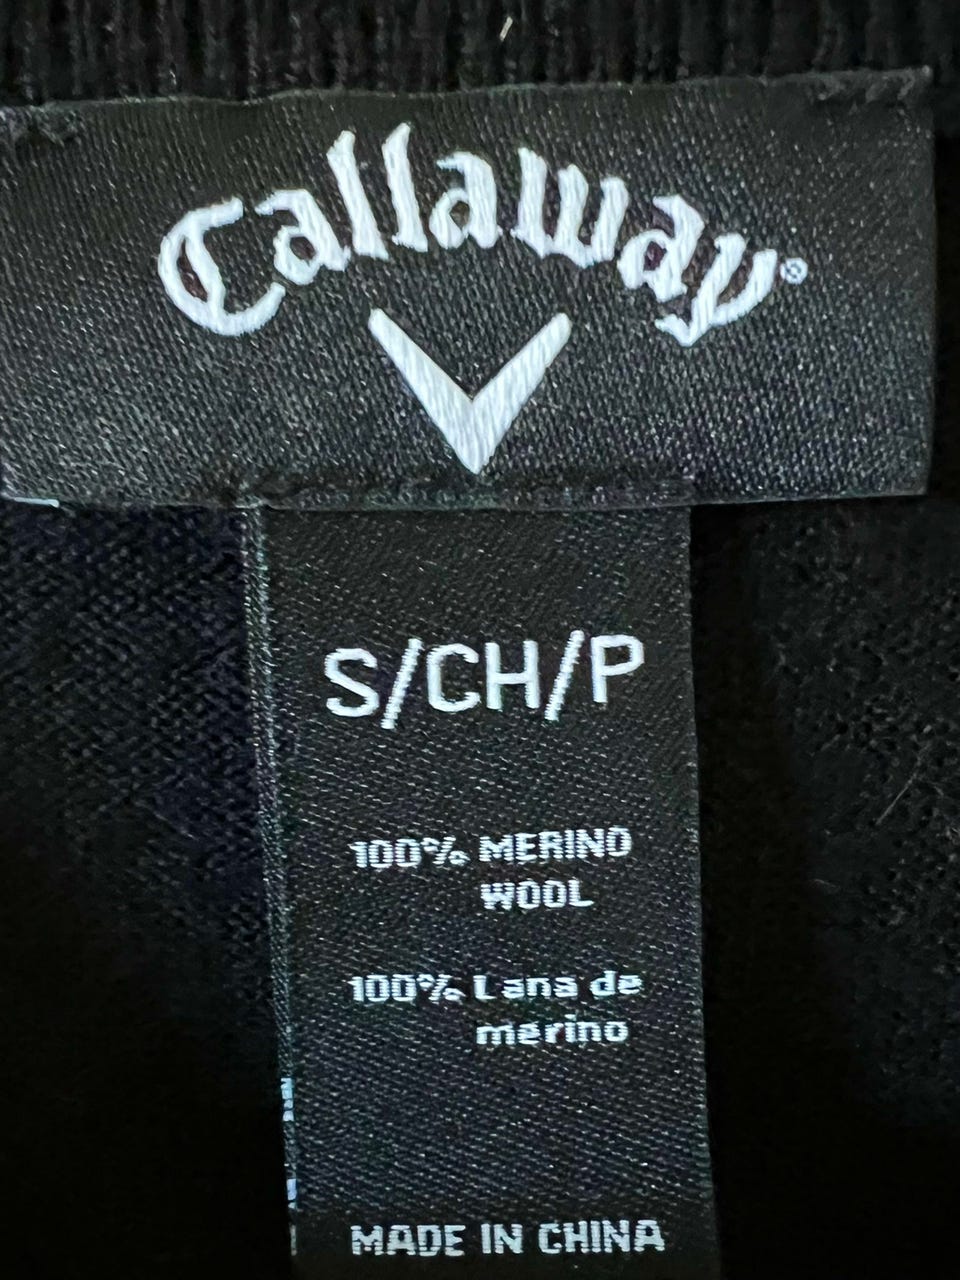 Callaway®
S/CH/P
100% MERINO
WOOL
100% Lana de
merino
MADE IN CHINA